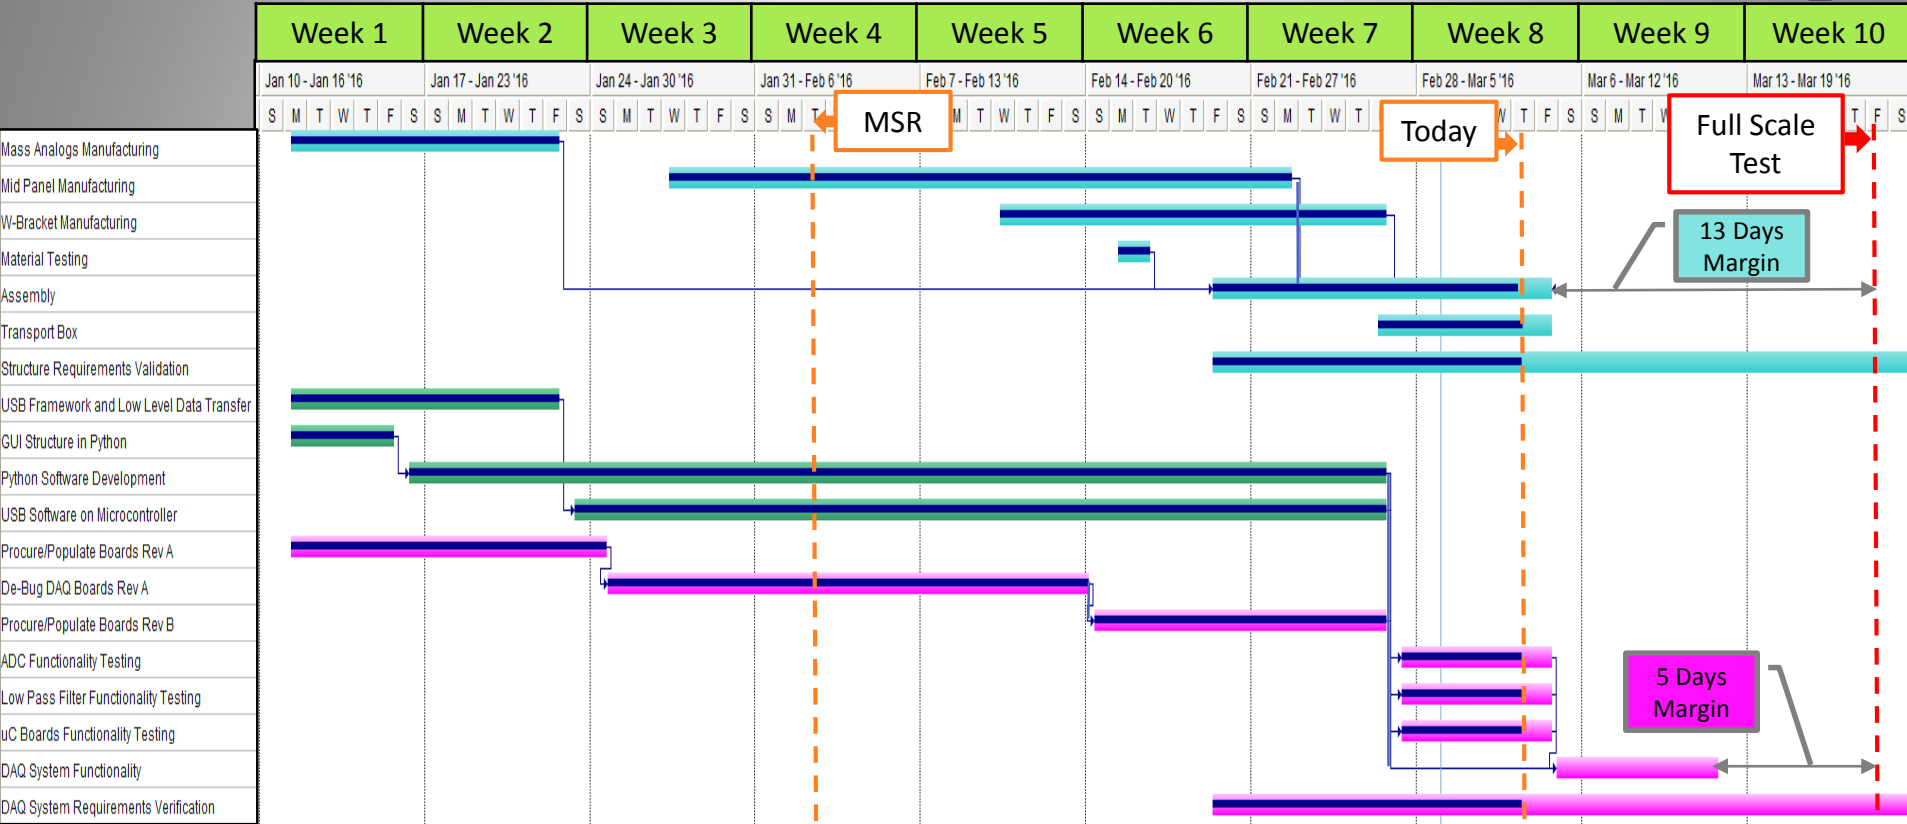 Week 1 Week 2 Week 3 Week 4 Week 5 Week 6 Week 7 Week 8 Week 9 Week 10
Jan 10 - Jan 16 '16 Jan 17 - Jan 23 '16 Jan 24 - Jan 30 '16 Jan 31 - Feb 6 '16 Feb 7 - Feb 13 '16 Feb 14 - Feb 20 '16 Feb 21 - Feb 27 '16 Feb 28 - Mar 5 '16 Mar 6 - Mar 12 '16 Mar 13 - Mar 19 '16
S M T W T F S S M T W T F S S M T W T F S S M T M T W T F S S M T W T F S S M T W T W T F S S M T W T F S
MSR
Today
Full Scale
Test
Mass Analogs Manufacturing
Mid Panel Manufacturing
W-Bracket Manufacturing
13 Days
Margin
Material Testing
Assembly
Transport Box
Structure Requirements Validation
USB Framework and Low Level Data Transfer
GUI Structure in Python
Python Software Development
USB Software on Microcontroller
Procure/Populate Boards Rev A
De-Bug DAQ Boards Rev A
Procure/Populate Boards Rev B
ADC Functionality Testing
Low Pass Filter Functionality Testing
5 Days
Margin
uC Boards Functionality Testing
DAQ System Functionality
DAQ System Requirements Verification